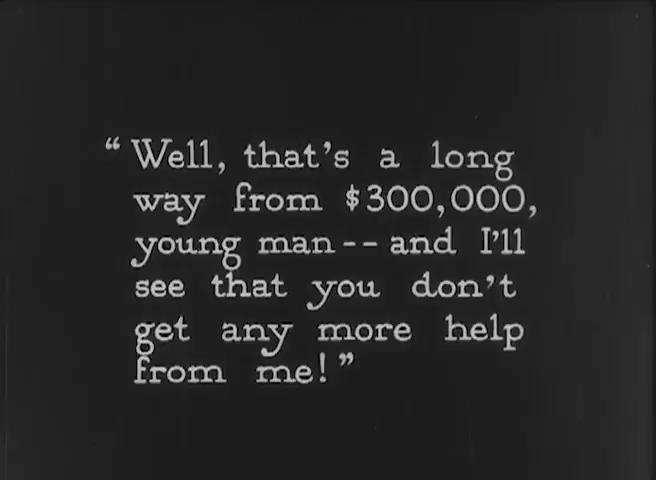 “Well, that’s a long
way from $300,000,
young man -- and I’ll
see that you don’t
get any more help
from me!”